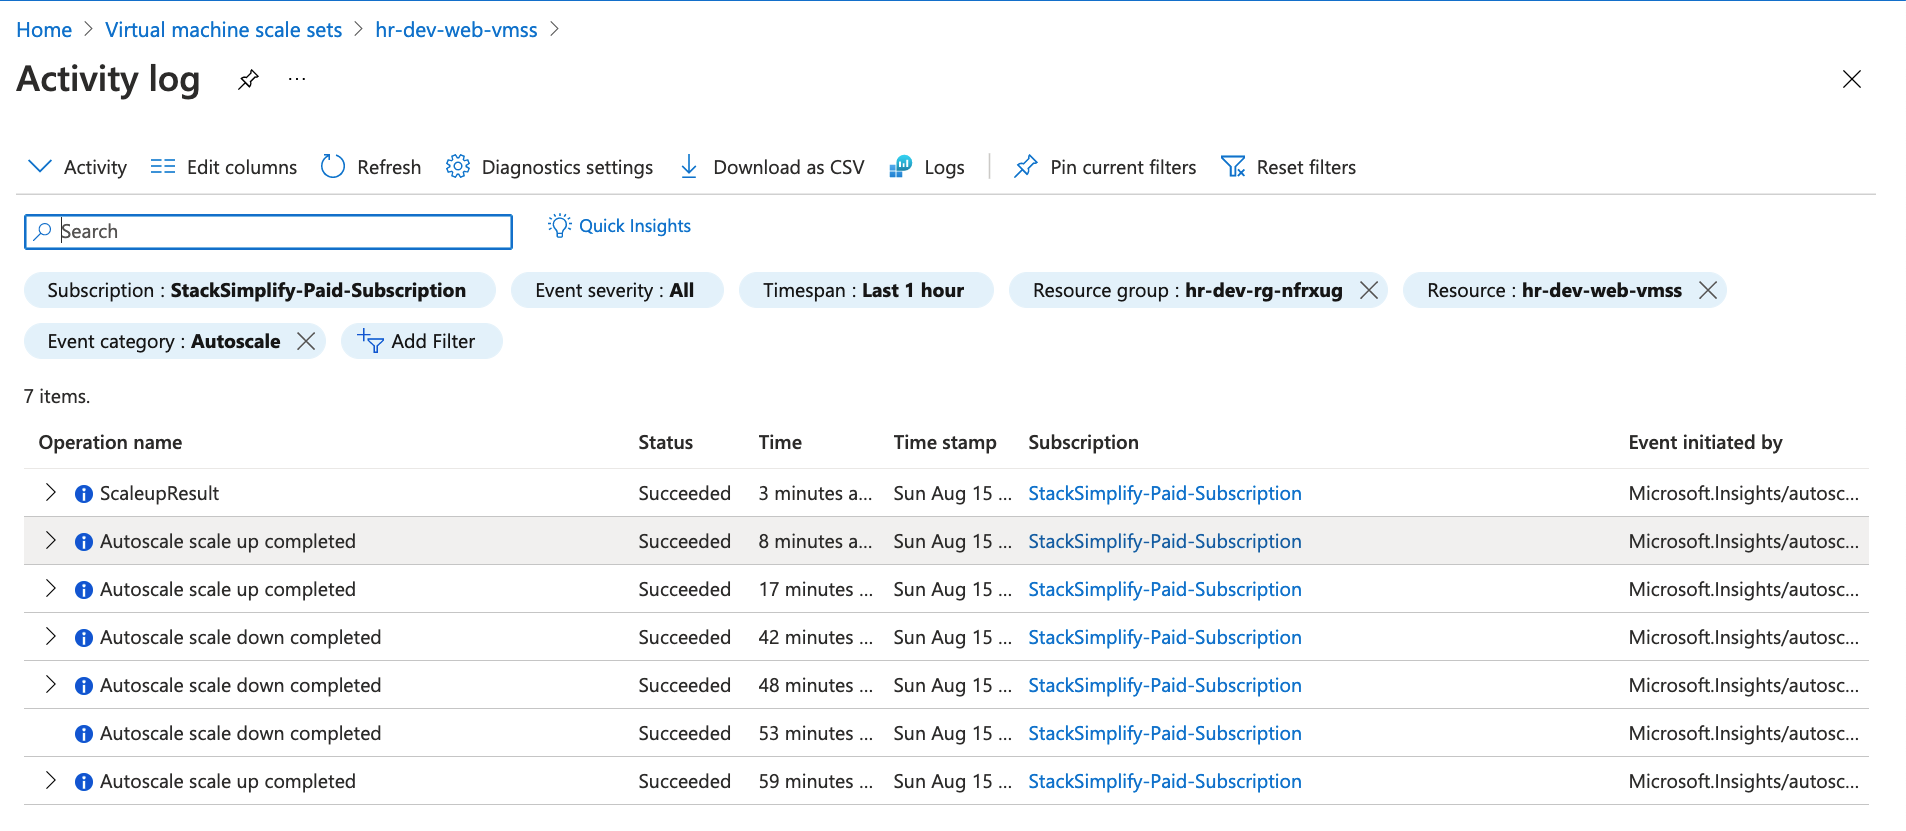 Home > Virtual machine scale sets > hr-dev-web-vmss >
Activity log ...
Activity Edit columns Refresh Diagnostics settings Download as CSV Logs Pin current filters Reset filters
Search Quick Insights
Subscription : StackSimplify-Paid-Subscription Event severity : All Timespan : Last 1 hour Resource group : hr-dev-rg-nfrxug Resource : hr-dev-web-vmss
Event category : Autoscale Add Filter
7 items.
Operation name Status Time Time stamp Subscription Event initiated by
ScaleupResult Succeeded 3 minutes a... Sun Aug 15 ... StackSimplify-Paid-Subscription Microsoft.Insights/autosc...
Autoscale scale up completed Succeeded 8 minutes a... Sun Aug 15 ... StackSimplify-Paid-Subscription Microsoft.Insights/autosc...
Autoscale scale up completed Succeeded 17 minutes ... Sun Aug 15 ... StackSimplify-Paid-Subscription Microsoft.Insights/autosc...
Autoscale scale down completed Succeeded 42 minutes ... Sun Aug 15 ... StackSimplify-Paid-Subscription Microsoft.Insights/autosc...
Autoscale scale down completed Succeeded 48 minutes ... Sun Aug 15 ... StackSimplify-Paid-Subscription Microsoft.Insights/autosc...
Autoscale scale down completed Succeeded 53 minutes ... Sun Aug 15 ... StackSimplify-Paid-Subscription Microsoft.Insights/autosc...
Autoscale scale up completed Succeeded 59 minutes ... Sun Aug 15 ... StackSimplify-Paid-Subscription Microsoft.Insights/autosc...